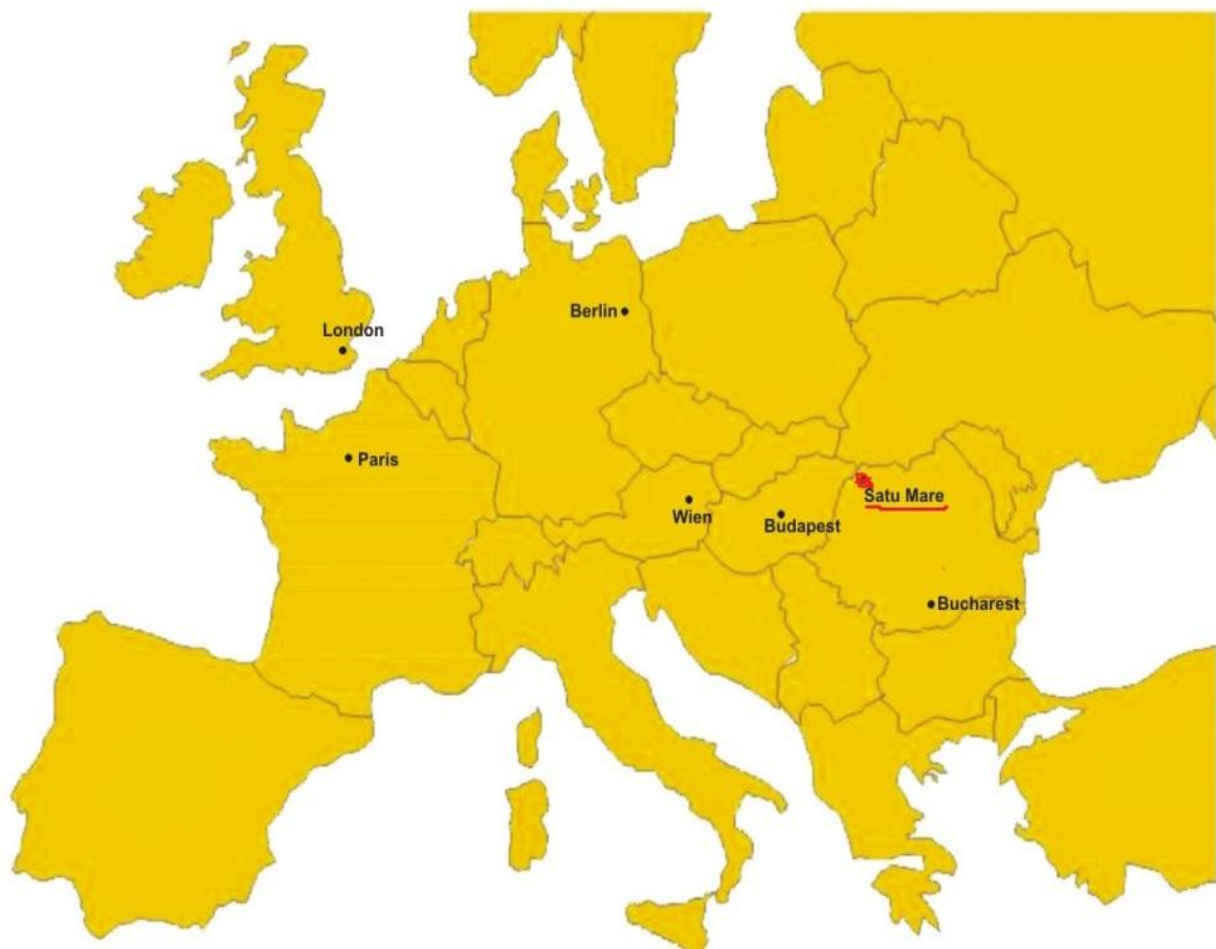 Berlin
London
Paris
Satu Mare
Wien
Budapest
Bucharest